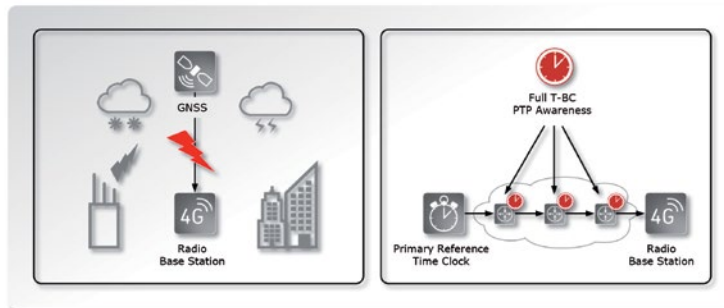 GNSS
4G
Radio
Base Station
Full T-BC
PTP Awareness
Primary Reference
Time Clock
4G
Radio
Base Station